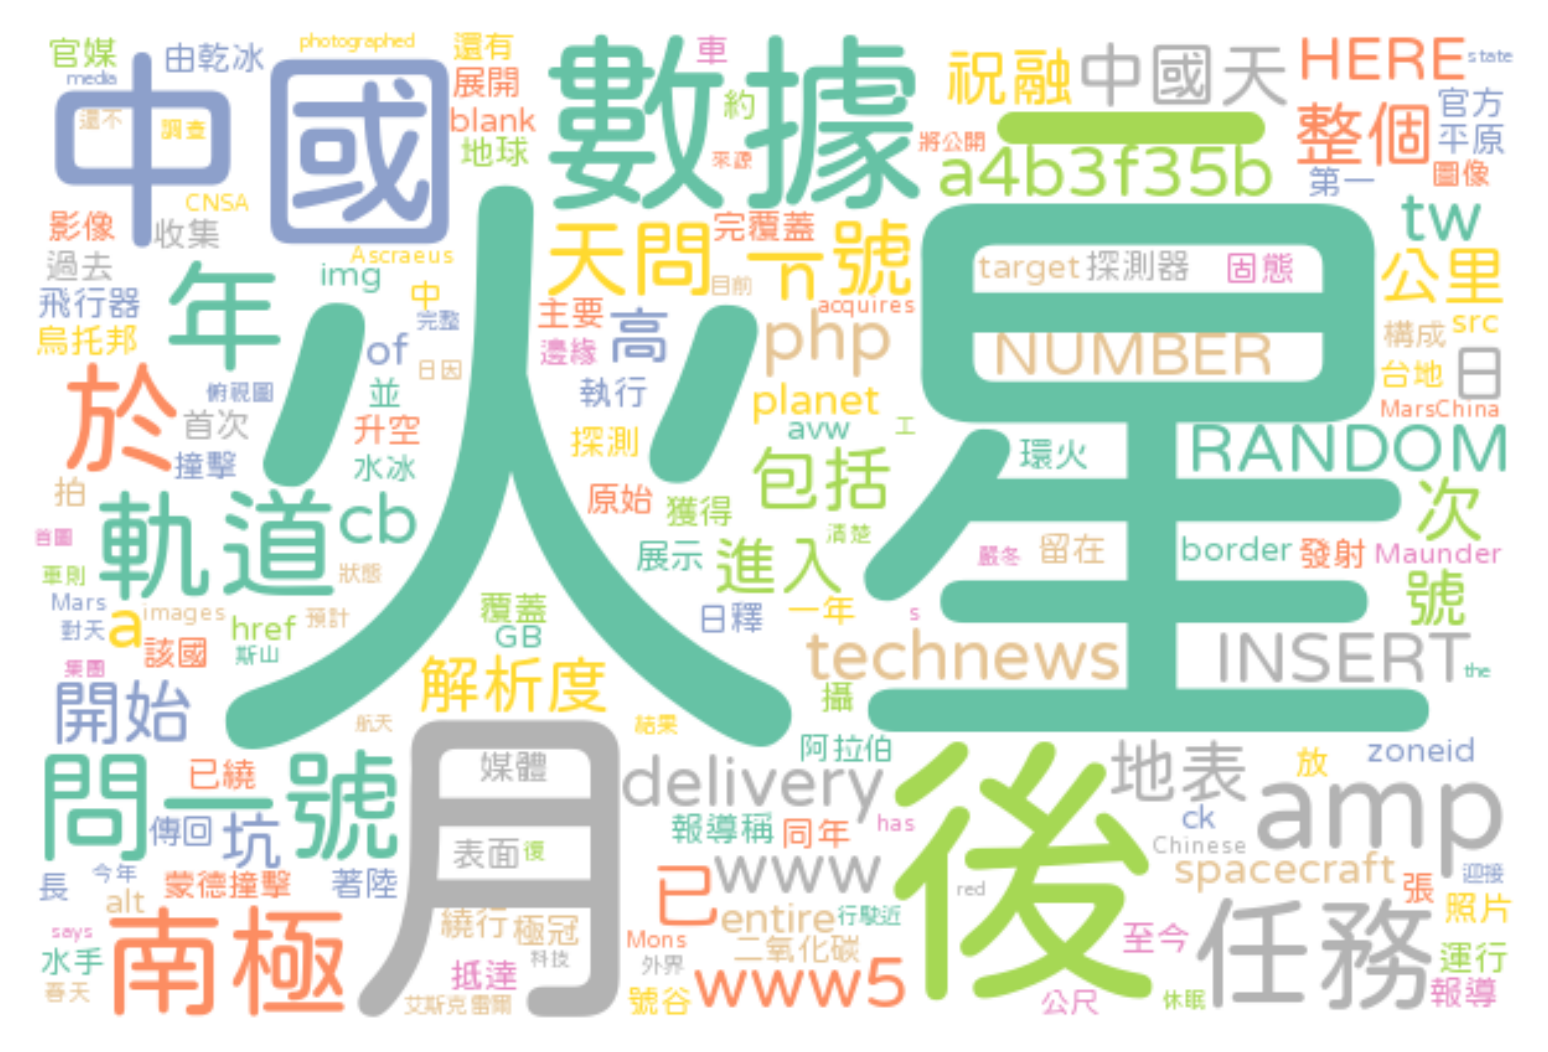 官媒
media
由乾冰
photographed
還有
展開
blank
地球
中國
還不
調查
數據
車
約
來源
祝融
中國天
一
HERE
state
官方
平原
整個
將公開
a4b3f35b
第一
圖像
CNSA
影像
收集
過去
飛行器
烏托邦
年
img
Ascraeus
中
完整
天問
完覆蓋
一號
n
目前
acquires
火星
target
探測器
固態
tw
公里
構成
src
台地
日
MarsChina
of
日因
並
主要
高
邊緣
執行
php
NUMBER
planet
avw
工
探測
於
俯視圖
首次
撞擊
升空
水冰
拍
原始
獲得
包括
清楚
環火
RANDOM
次
軌道
cb
首圖
車則
狀態
展示
進入
嚴冬
留在
border
發射
Maunder
號
Mars
a
images
預計
對天
該國
href
斯山
集團
覆蓋
GB
日釋
一年
s
technews
INSERT
the
開始
解析度
航天
結果
攝
阿拉伯
地表
放
zoneid
問一號
已繞
傳回
坑
月
媒體
表面
復
delivery
報導稱
同年
has
後
ck
amp
Chinese
spacecraft
張
迎接
今年
長
alt
蒙德撞擊
著陸
www
已
entire
行駛近
red
照片
says
水手
春天
南極
繞行
極冠
科技
抵達
艾斯克雷爾
Mons
外界
二氧化碳
號谷
www5
至今
公尺
任務
運行
報導
休眠